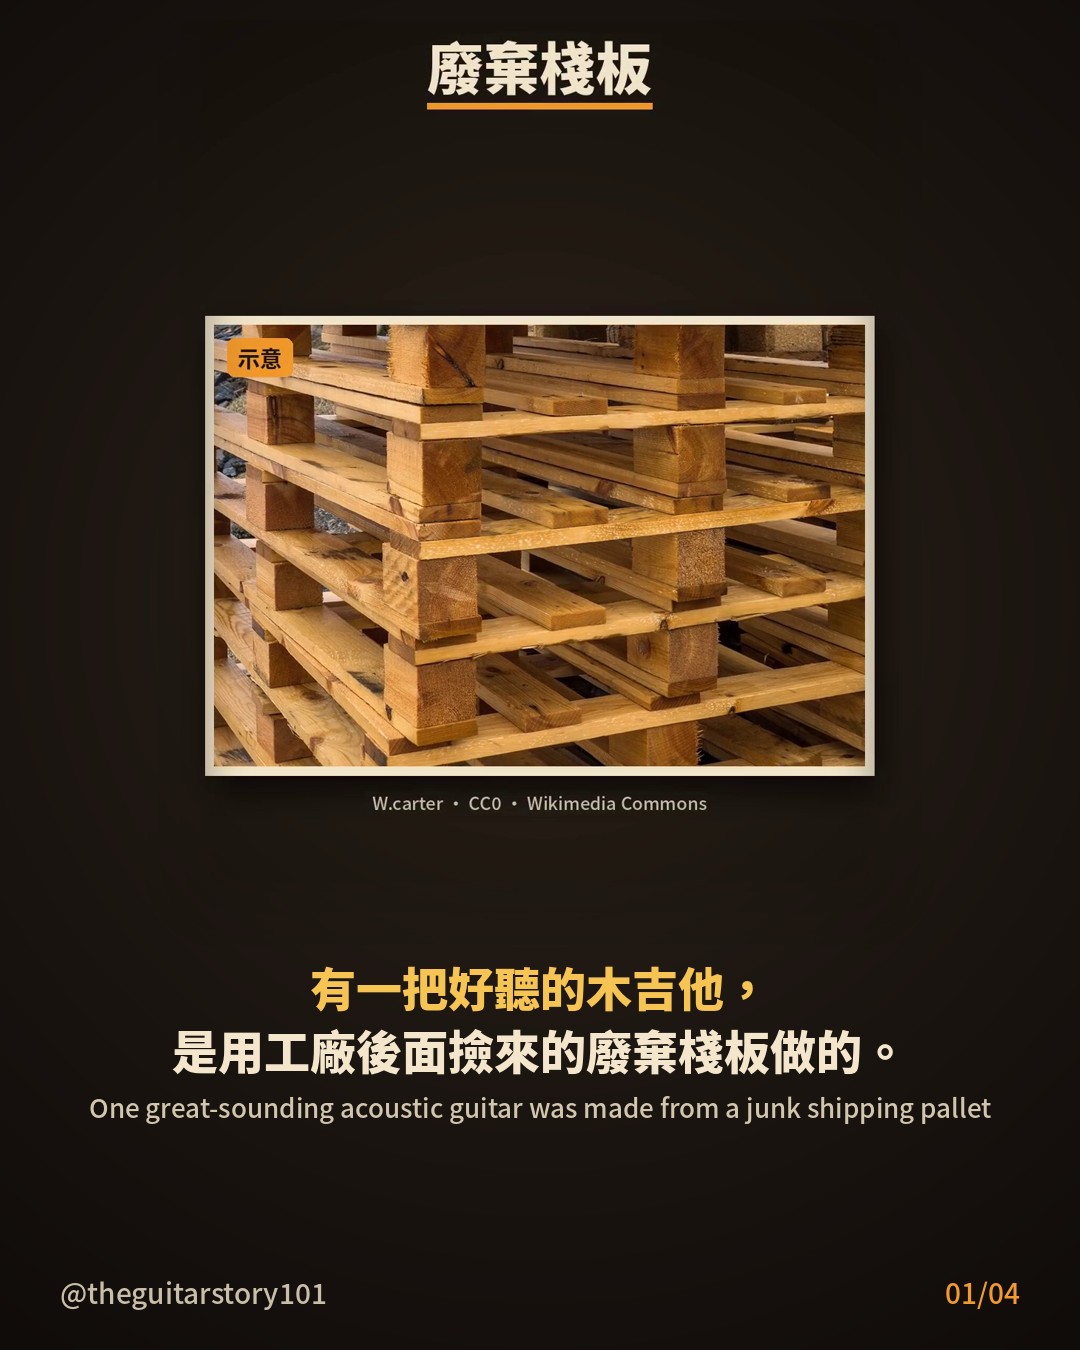 廢棄棧板
示意
W.carter • CC0 • Wikimedia Commons
有一把好聽的木吉他，
是用工廠後面撿來的廢棄棧板做的。
One great-sounding acoustic guitar was made from a junk shipping pallet
@theguitarstory101
01/04